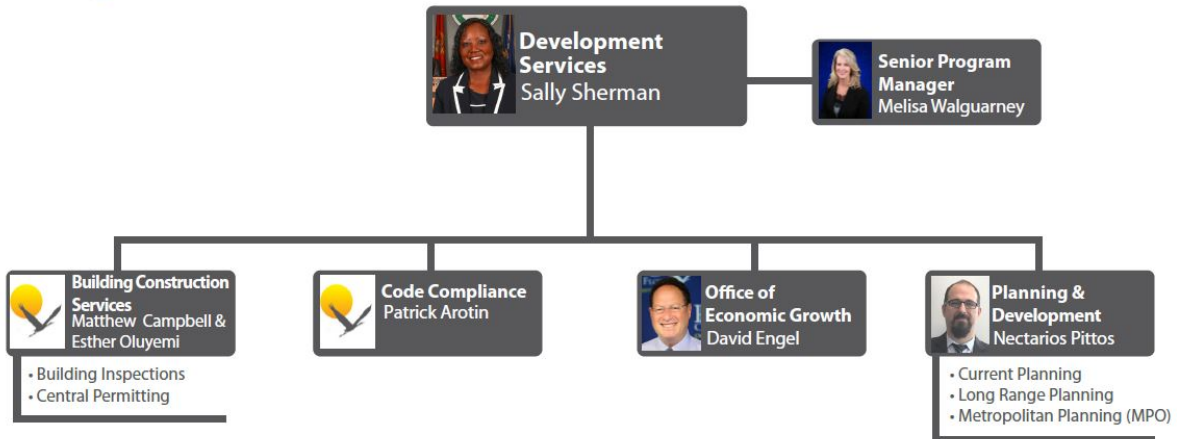 Development
Services
Sally Sherman
Senior Program
Manager
Melisa Walguarney
Building Construction
Services
Matthew Campbell &
Esther Oluyemi
• Building Inspections
• Central Permitting
Code Compliance
Patrick Arotin
Office of
Economic Growth
David Engel
Planning &
Development
Nectarios Pittos
• Current Planning
• Long Range Planning
• Metropolitan Planning (MPO)